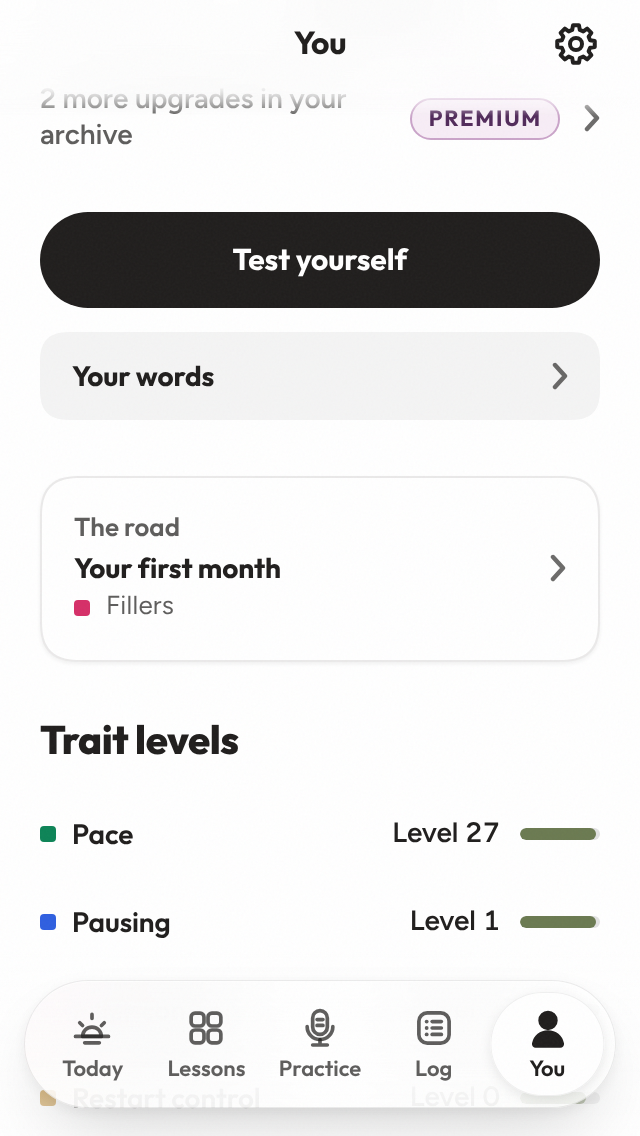 You
2 more upgrades in your
archive
PREMIUM
Test yourself
Your words
The road
Your first month
Fillers
Trait levels
Pace
Level 27
Pausing
Level 1
Restart control
Level 0
Today
Lessons
Practice
Log
You